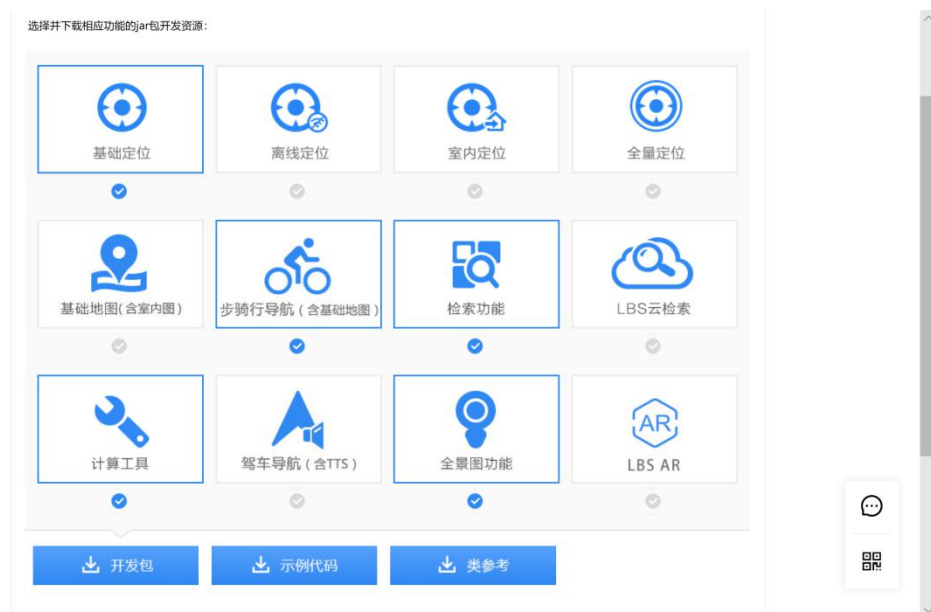 选择并下载相应功能的jar包开发资源：
基础定位
离线定位
室内定位
全量定位
基础地图(含室内图)
步骑行导航（含基础地图）
检索功能
LBS云检索
计算工具
驾车导航（含TTS）
全景图功能
AR
LBS AR
开发包
示例代码
类参考